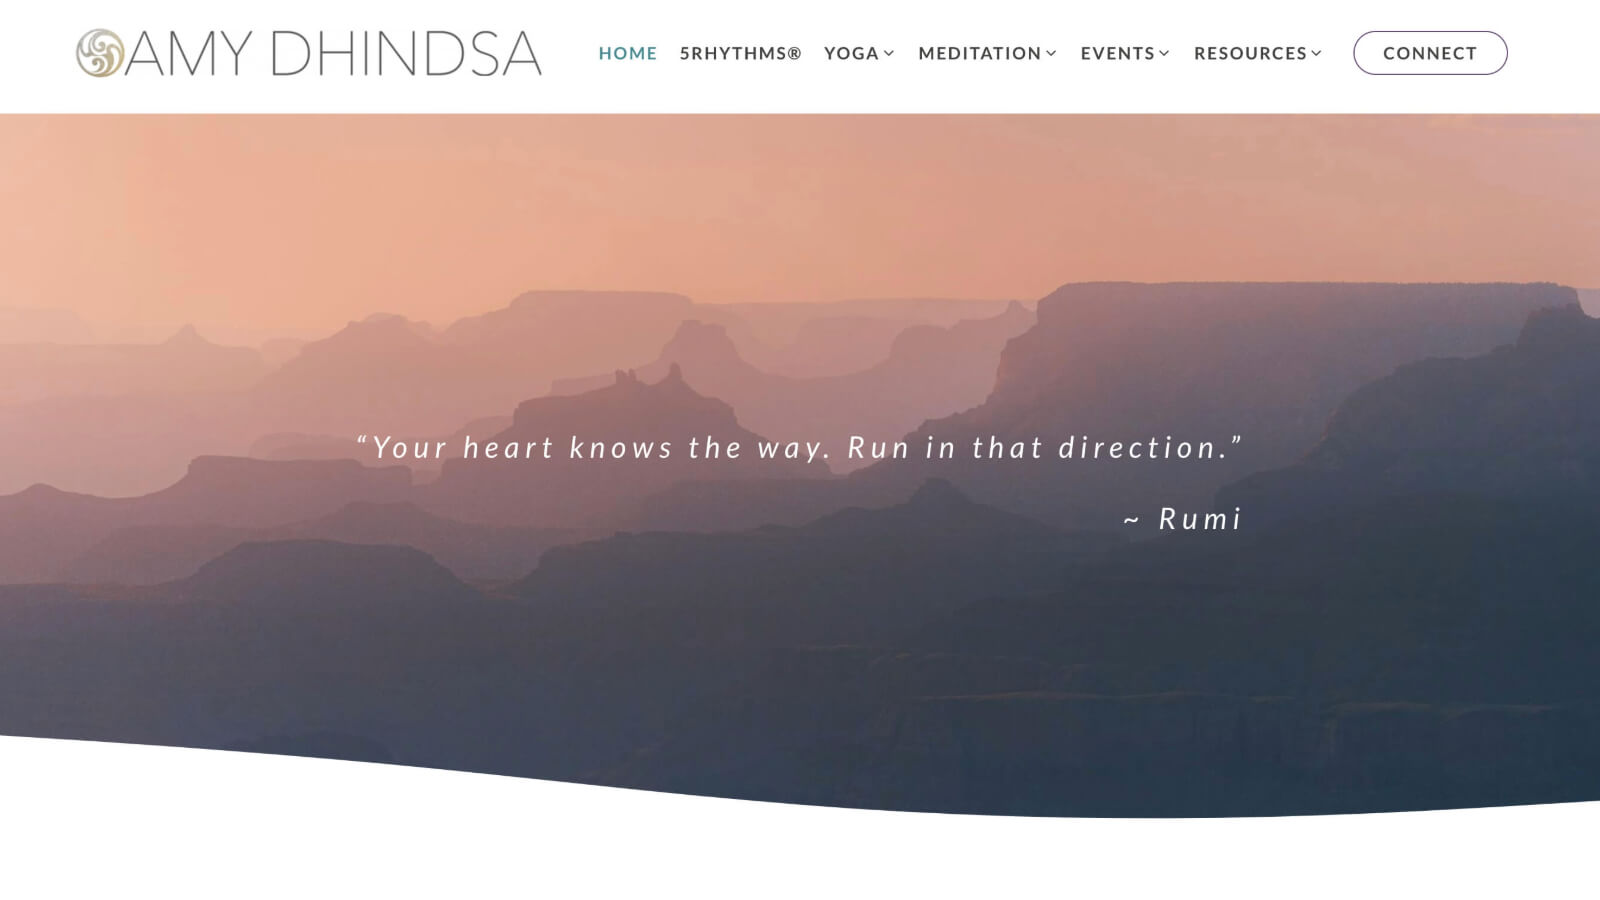 AMY DHINDSA
HOME 5RHYTHMS® YOGA MEDITATION EVENTS RESOURCES CONNECT
“Your heart knows the way. Run in that direction.”
~ Rumi